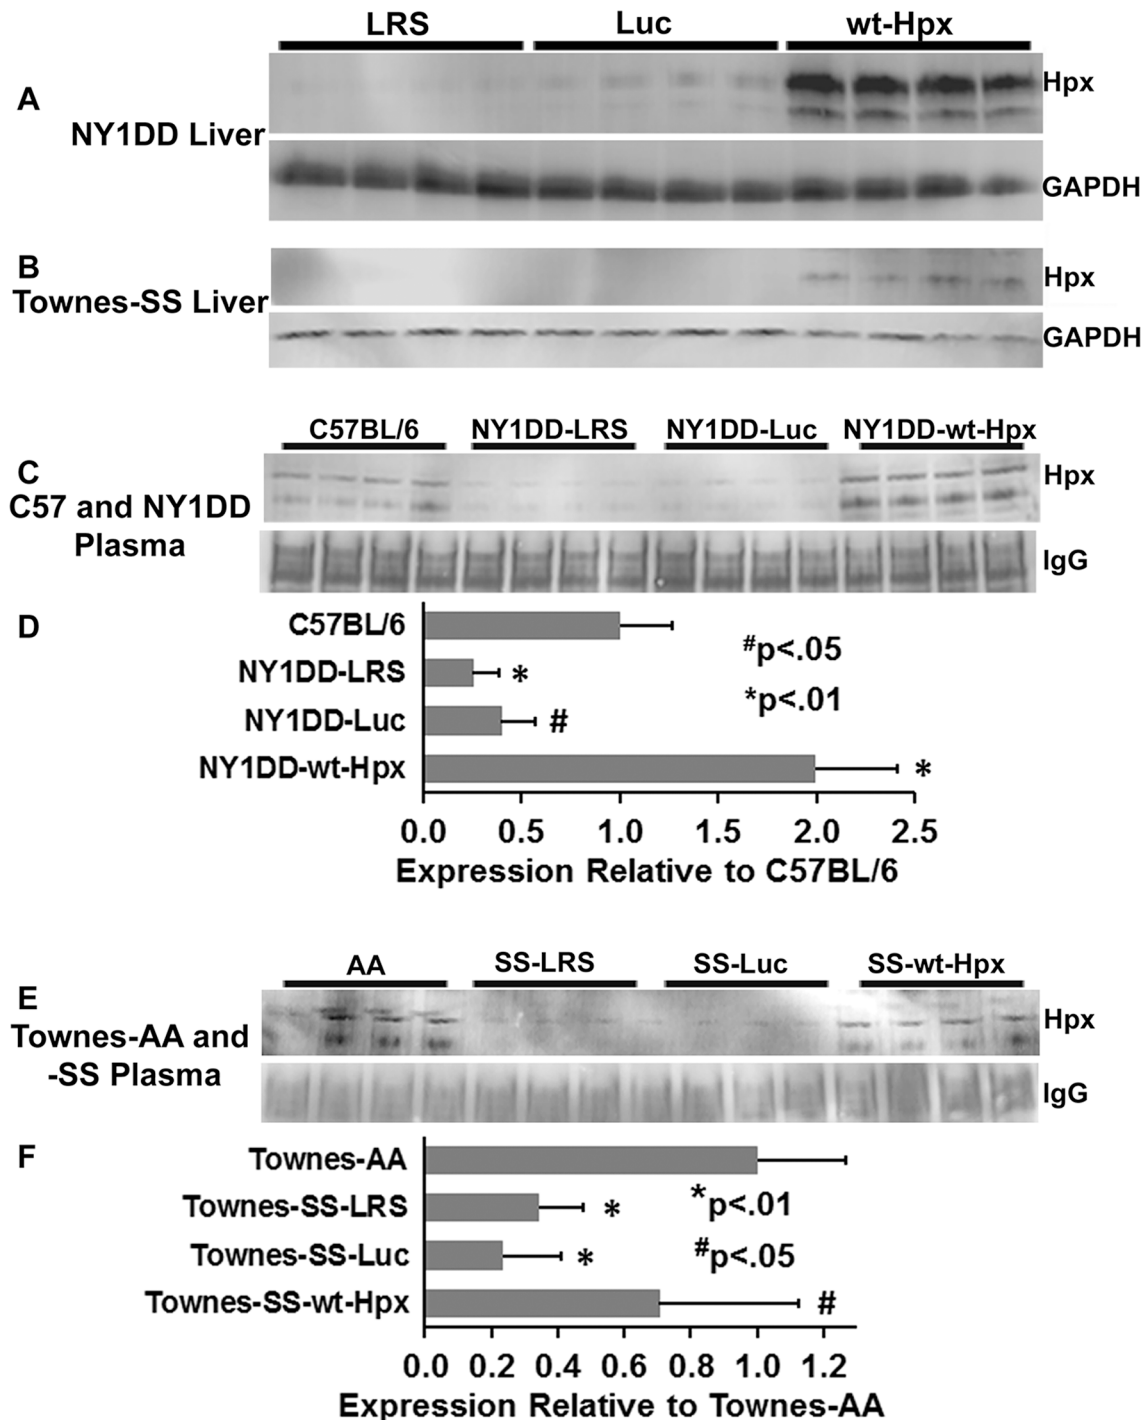 LRS Luc wt-Hpx
A
NY1DD Liver
Hpx
GAPDH
B
Townes-SS Liver
Hpx
GAPDH
C57BL/6 NY1DD-LRS NY1DD-Luc NY1DD-wt-Hpx
C
C57 and NY1DD
Plasma
Hpx
IgG
D
C57BL/6
NY1DD-LRS *
NY1DD-Luc #
NY1DD-wt-Hpx *
#p<.05
*p<.01
0.0 0.5 1.0 1.5 2.0 2.5
Expression Relative to C57BL/6
AA SS-LRS SS-Luc SS-wt-Hpx
E
Townes-AA and
-SS Plasma
Hpx
IgG
F
Townes-AA
Townes-SS-LRS *
Townes-SS-Luc *
Townes-SS-wt-Hpx #
*p<.01
#p<.05
0.0 0.2 0.4 0.6 0.8 1.0 1.2
Expression Relative to Townes-AA